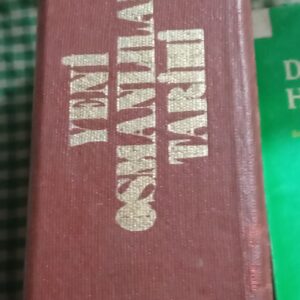 YENİ
OSMANLILA
TARİHİ
D
H